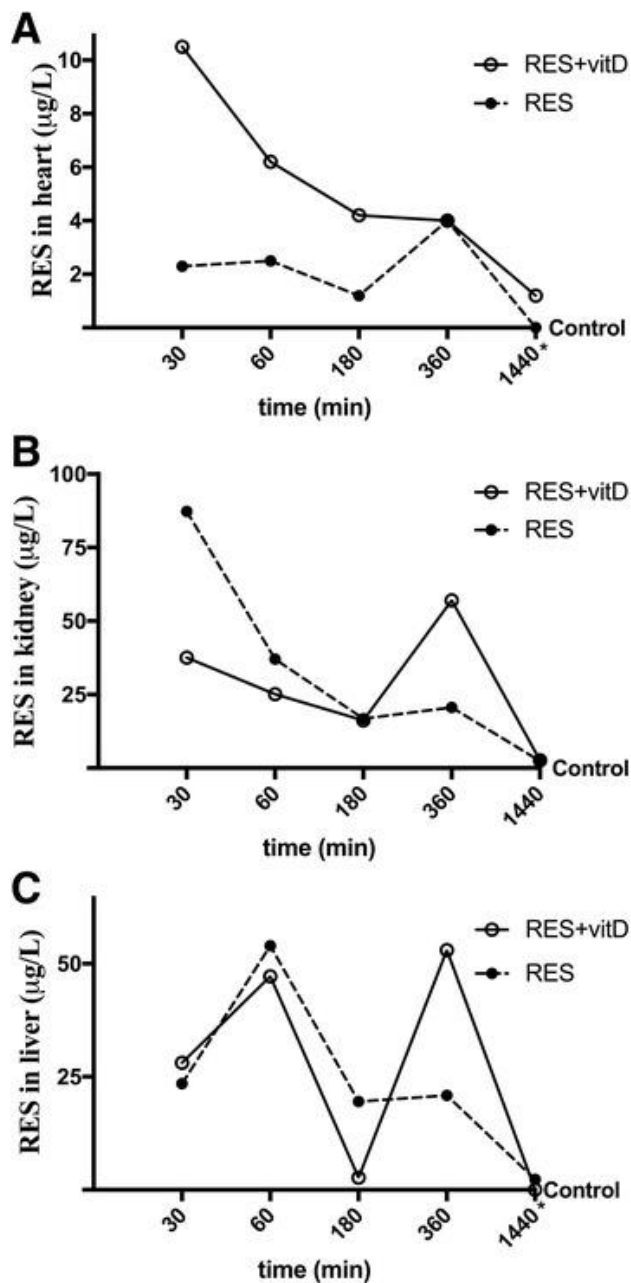 A
RES in heart (µg/L)
10
8
6
4
2
RES+vitD
RES
Control
30
60
180
360
1440*
time (min)
B
RES in kidney (µg/L)
100
75
50
25
RES+vitD
RES
Control
30
60
180
360
1440
time (min)
C
RES in liver (µg/L)
50
25
RES+vitD
RES
Control
30
60
180
360
1440*
time (min)